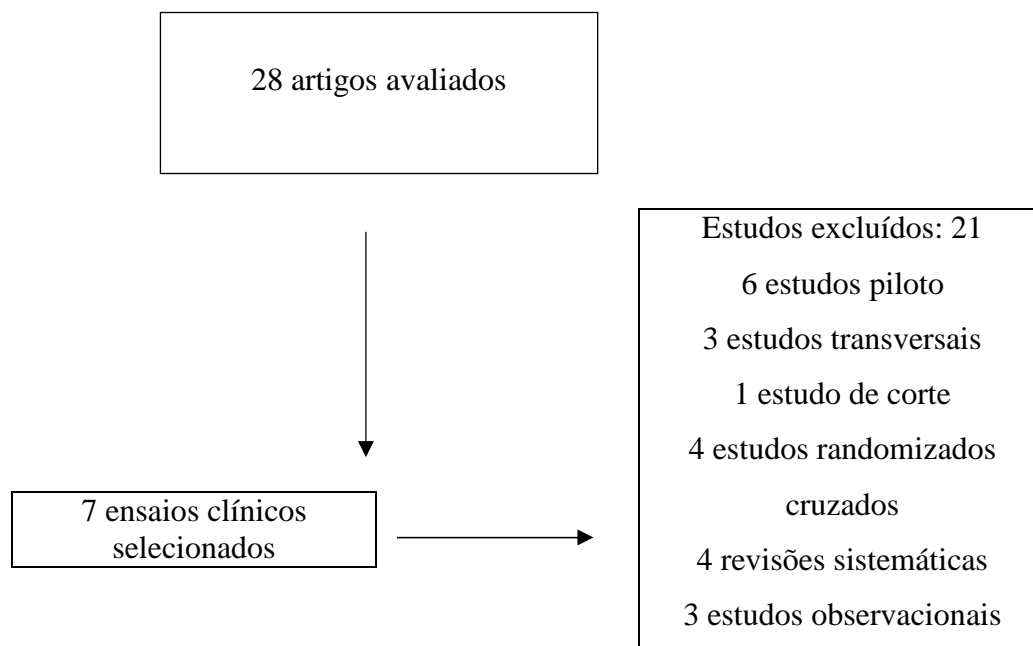 28 artigos avaliados
Estudos excluídos: 21
6 estudos piloto
3 estudos transversais
1 estudo de corte
4 estudos randomizados
cruzados
4 revisões sistemáticas
3 estudos observacionais
7 ensaios clínicos
selecionados